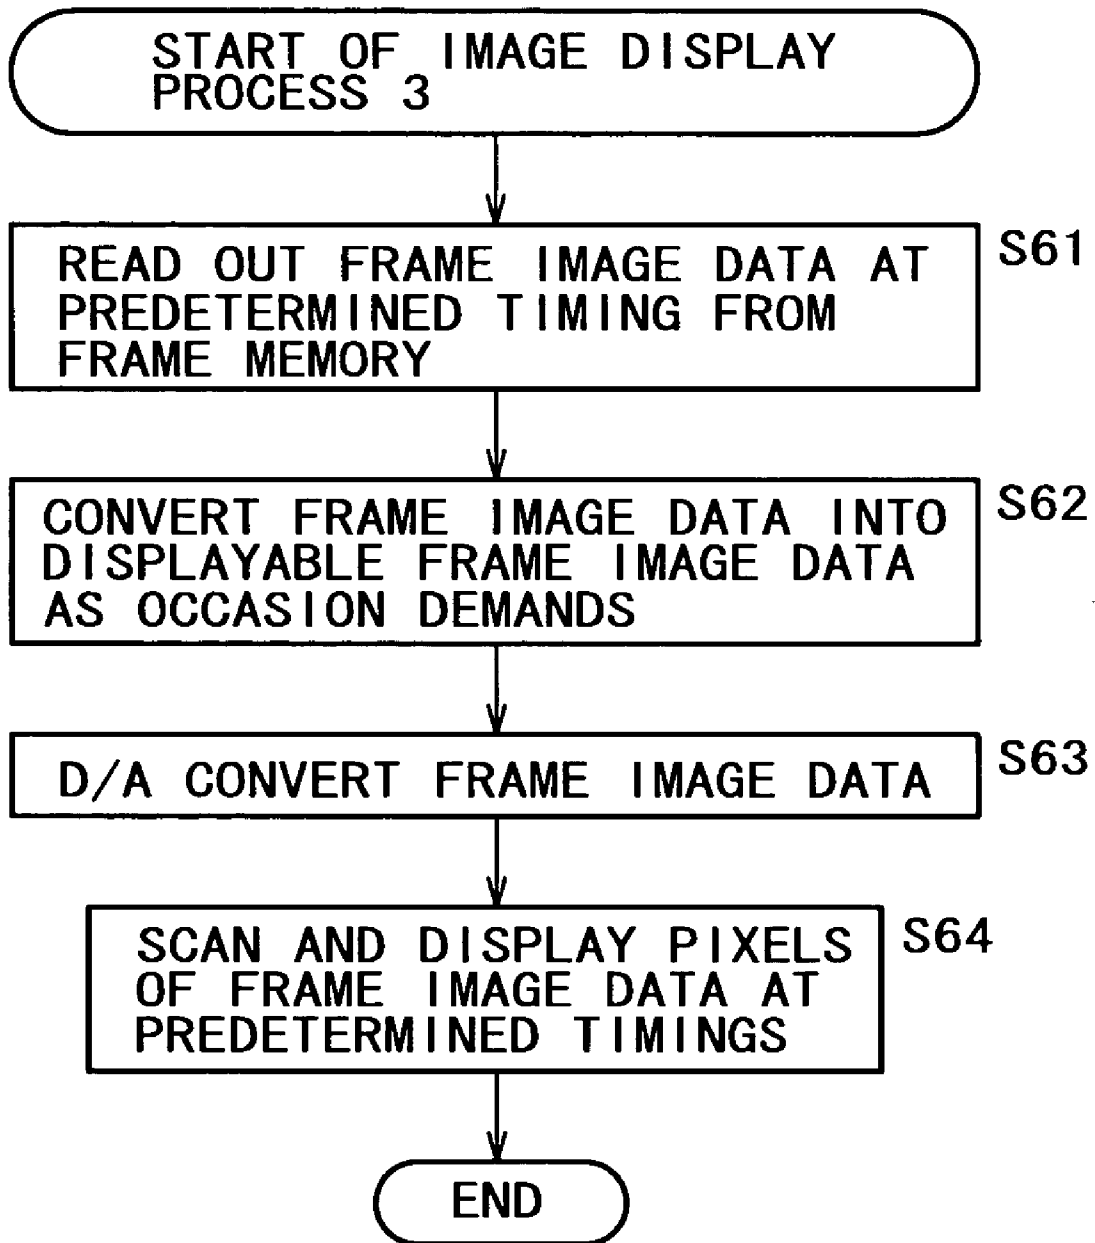 START OF IMAGE DISPLAY
PROCESS 3
S61
READ OUT FRAME IMAGE DATA AT
PREDETERMINED TIMING FROM
FRAME MEMORY
S62
CONVERT FRAME IMAGE DATA INTO
DISPLAYABLE FRAME IMAGE DATA
AS OCCASION DEMANDS
S63
D/A CONVERT FRAME IMAGE DATA
S64
SCAN AND DISPLAY PIXELS
OF FRAME IMAGE DATA AT
PREDETERMINED TIMINGS
END